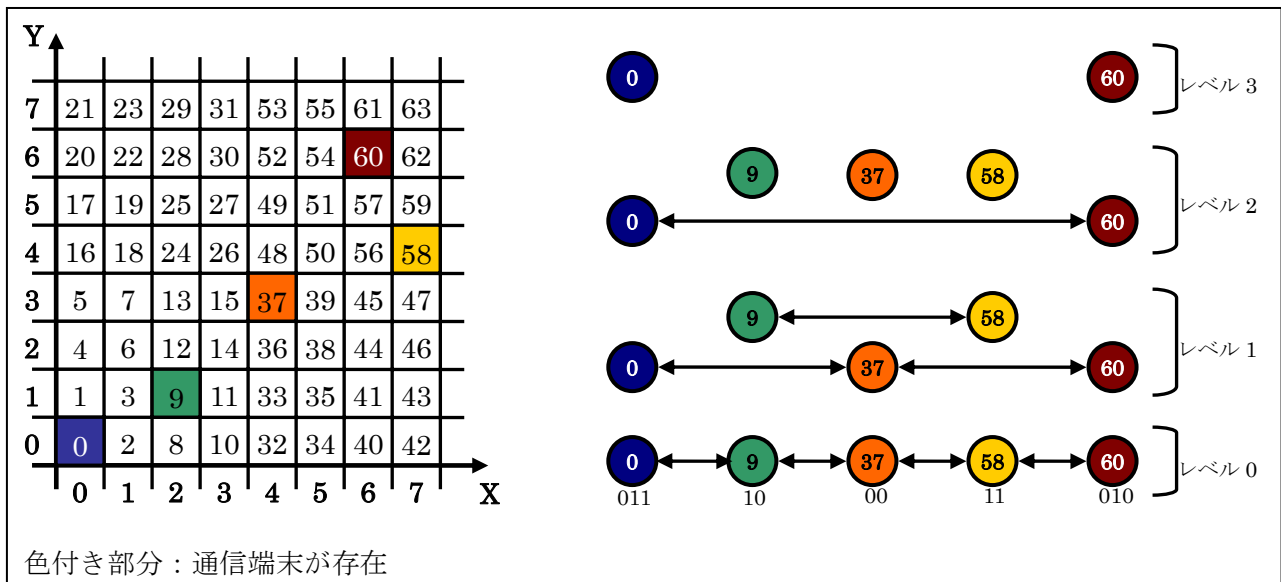 Y
7 21 23 29 31 53 55 61 63
6 20 22 28 30 52 54 60 62
5 17 19 25 27 49 51 57 59
4 16 18 24 26 48 50 56 58
3 5 7 13 15 37 39 45 47
2 4 6 12 14 36 38 44 46
1 1 3 9 11 33 35 41 43
0 0 2 8 10 32 34 40 42
0 1 2 3 4 5 6 7 X
色付き部分：通信端末が存在
0 60 レベル 3
9 37 58
0 60
レベル 2
9 58
0 37 60
レベル 1
0 9 37 58 60 レベル 0
011 10 00 11 010